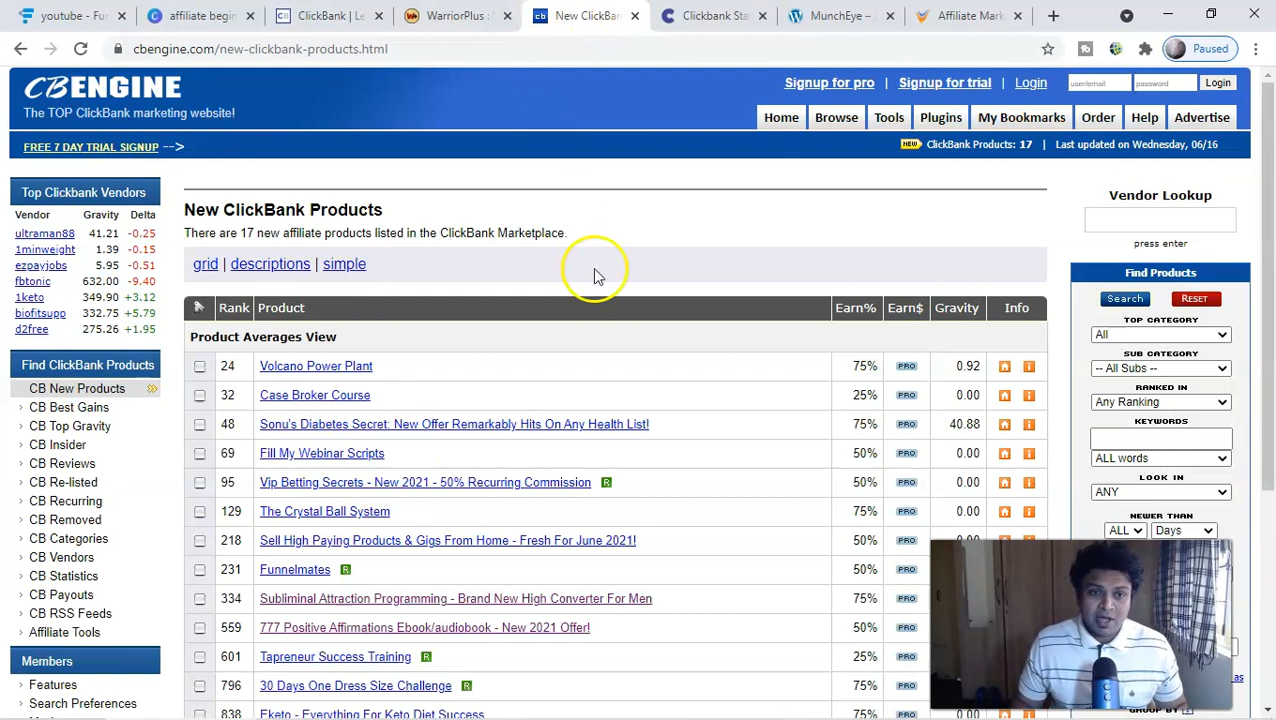 youtube - Fu
affiliate begin
ClickBank | Le
WarriorPlus :
New ClickBan
Clickbank Sta
MunchEye –
Affiliate Mark
cbengine.com/new-clickbank-products.html
Paused
CBENGINE
The TOP ClickBank marketing website!
Signup for pro | Signup for trial | Login
user/email
password
Login
Home
Browse
Tools
Plugins
My Bookmarks
Order
Help
Advertise
FREE 7 DAY TRIAL SIGNUP -->
NEW ClickBank Products: 17 | Last updated on Wednesday, 06/16
Top Clickbank Vendors
Vendor Gravity Delta
ultraman88 41.21 -0.25
1minweight 1.39 -0.15
ezpayjobs 5.95 -0.51
fbtonic 632.00 -9.40
1keto 349.90 +3.12
biofitsupp 332.75 +5.79
d2free 275.26 +1.95
Find ClickBank Products
CB New Products
CB Best Gains
CB Top Gravity
CB Insider
CB Reviews
CB Re-listed
CB Recurring
CB Removed
CB Categories
CB Vendors
CB Statistics
CB Payouts
CB RSS Feeds
Affiliate Tools
Members
Features
Search Preferences
New ClickBank Products
There are 17 new affiliate products listed in the ClickBank Marketplace.
grid | descriptions | simple
Rank Product Earn% Earn$ Gravity Info
Product Averages View
24 Volcano Power Plant 75% PRO 0.92
32 Case Broker Course 25% PRO 0.00
48 Sonu's Diabetes Secret: New Offer Remarkably Hits On Any Health List! 75% PRO 40.88
69 Fill My Webinar Scripts 50% PRO 0.00
95 Vip Betting Secrets - New 2021 - 50% Recurring Commission R 50% PRO 0.00
129 The Crystal Ball System 75% PRO 0.00
218 Sell High Paying Products & Gigs From Home - Fresh For June 2021! 50% PRO
231 Funnelmates R 50% PRO
334 Subliminal Attraction Programming - Brand New High Converter For Men 75% PRO
559 777 Positive Affirmations Ebook/audiobook - New 2021 Offer! 50% PRO
601 Tapreneur Success Training R 25% PRO
796 30 Days One Dress Size Challenge R 50% PRO
838 Eketo - Everything For Keto Diet Success 75%
Vendor Lookup
press enter
Find Products
Search
RESET
TOP CATEGORY
All
SUB CATEGORY
-- All Subs --
RANKED IN
Any Ranking
KEYWORDS
ALL words
LOOK IN
ANY
NEWER THAN
ALL
Days
as